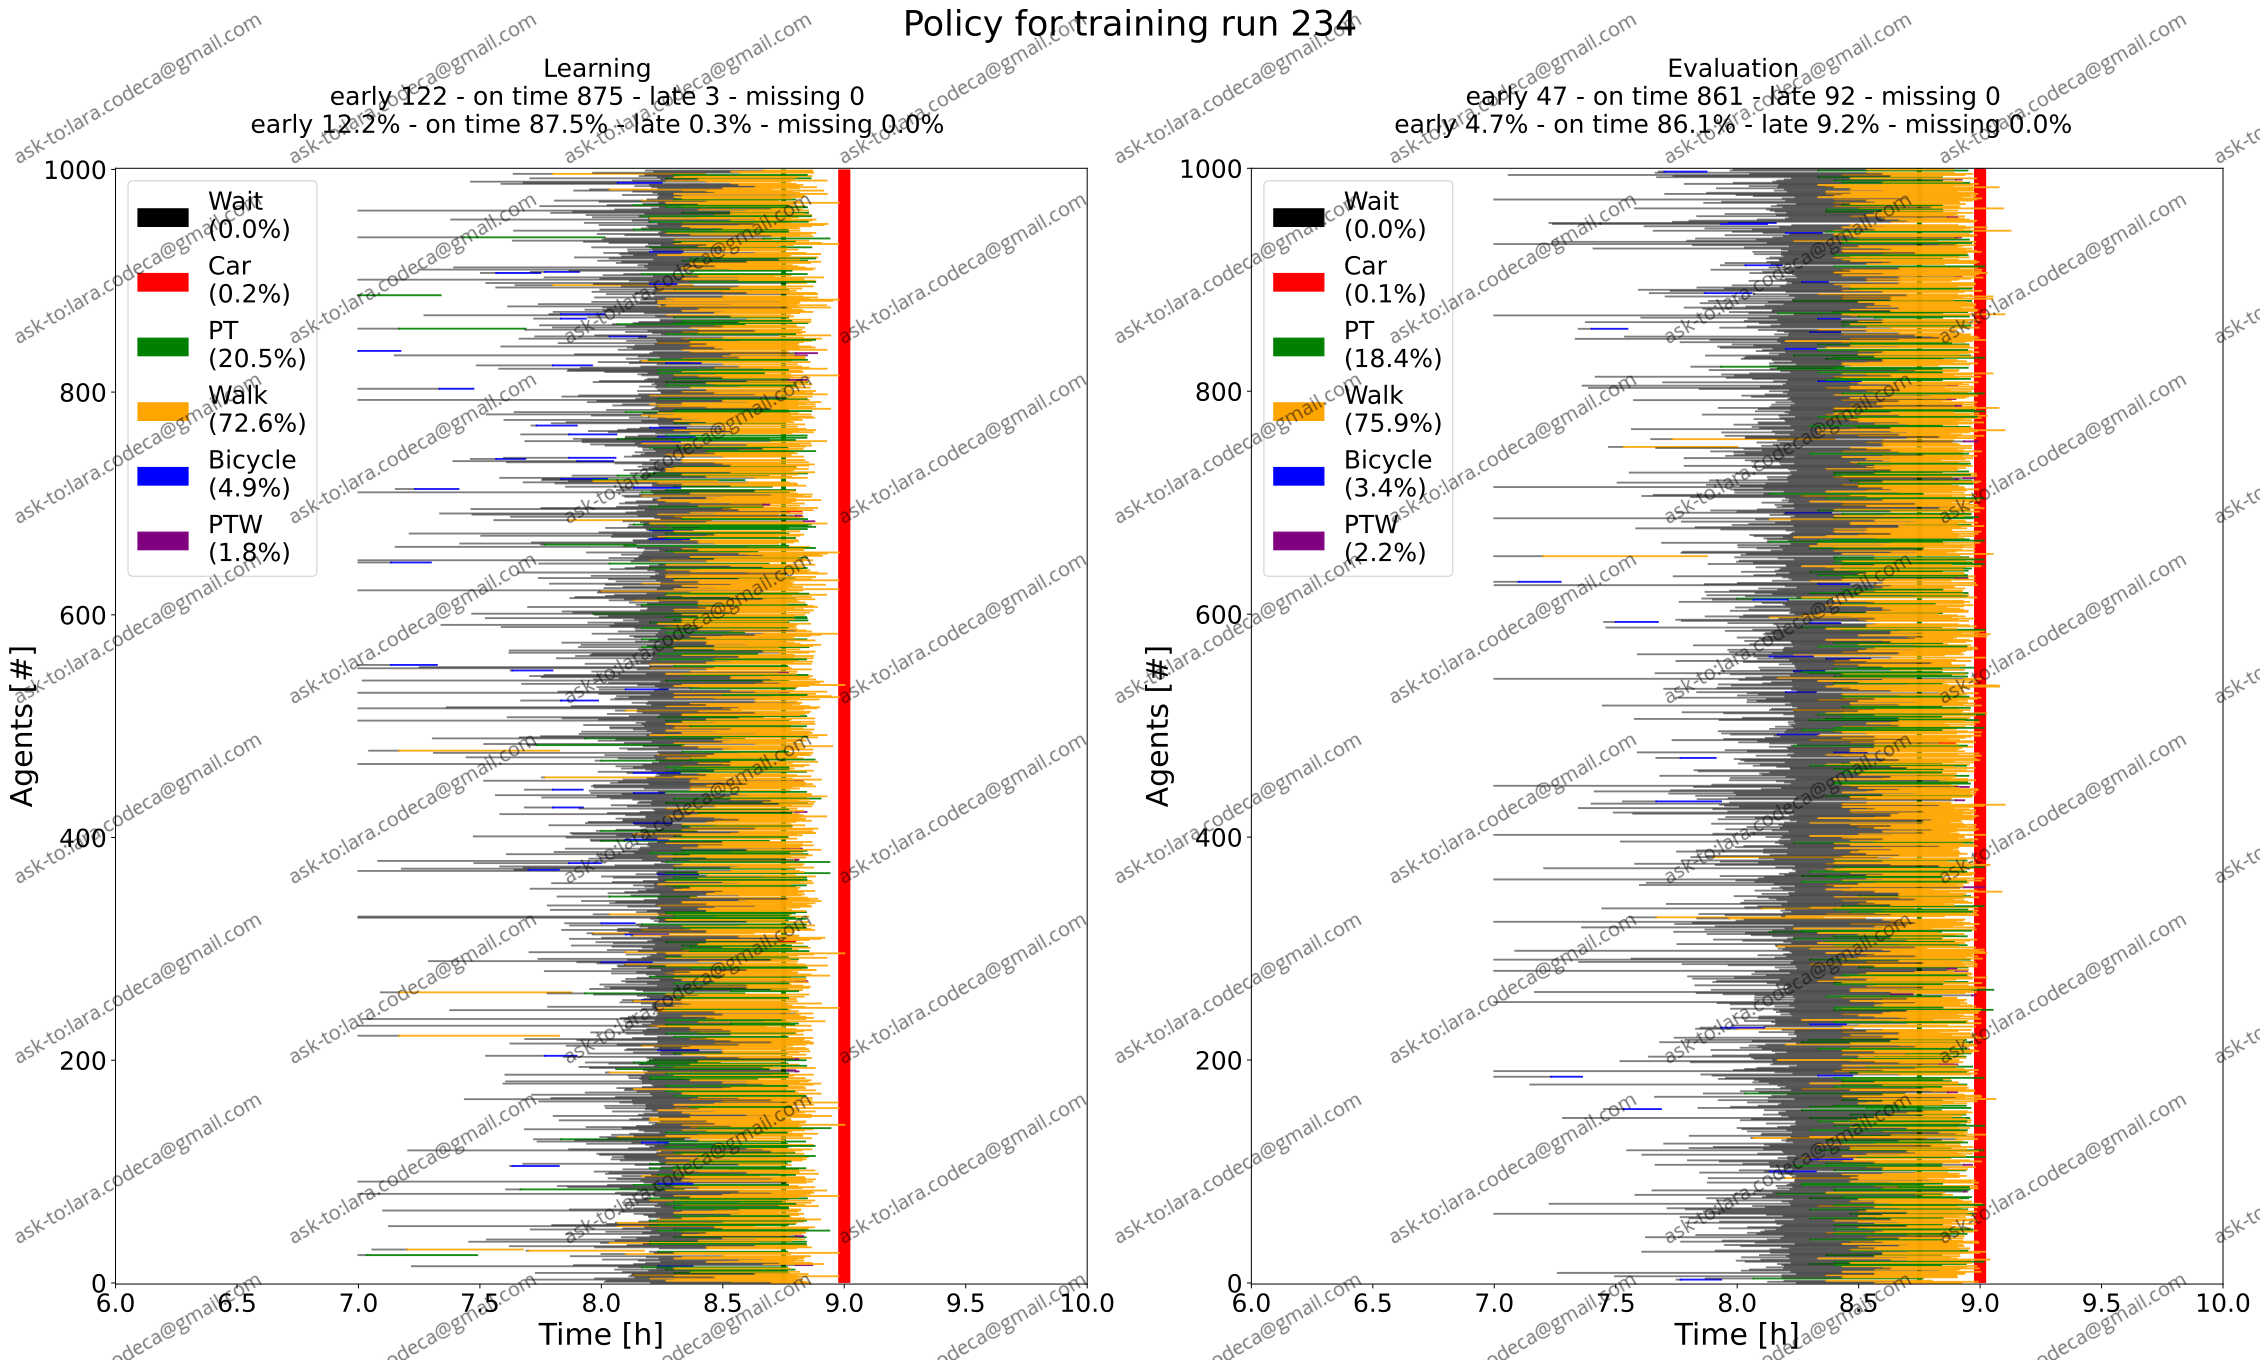 Policy for training run 234
Learning
early 122 - on time 875 - late 3 - missing 0
early 12.2% - on time 87.5% - late 0.3% - missing 0.0%
Evaluation
early 47 - on time 861 - late 92 - missing 0
early 4.7% - on time 86.1% - late 9.2% - missing 0.0%
Agents [#]
1000
800
600
400
200
0
Wait
(0.0%)
Car
(0.2%)
PT
(20.5%)
Walk
(72.6%)
Bicycle
(4.9%)
PTW
(1.8%)
6.0 6.5 7.0 7.5 8.0 8.5 9.0 9.5 10.0
Time [h]
Agents [#]
1000
800
600
400
200
0
Wait
(0.0%)
Car
(0.1%)
PT
(18.4%)
Walk
(75.9%)
Bicycle
(3.4%)
PTW
(2.2%)
6.0 6.5 7.0 7.5 8.0 8.5 9.0 9.5 10.0
Time [h]
ask-to:lara.codeca@gmail.com